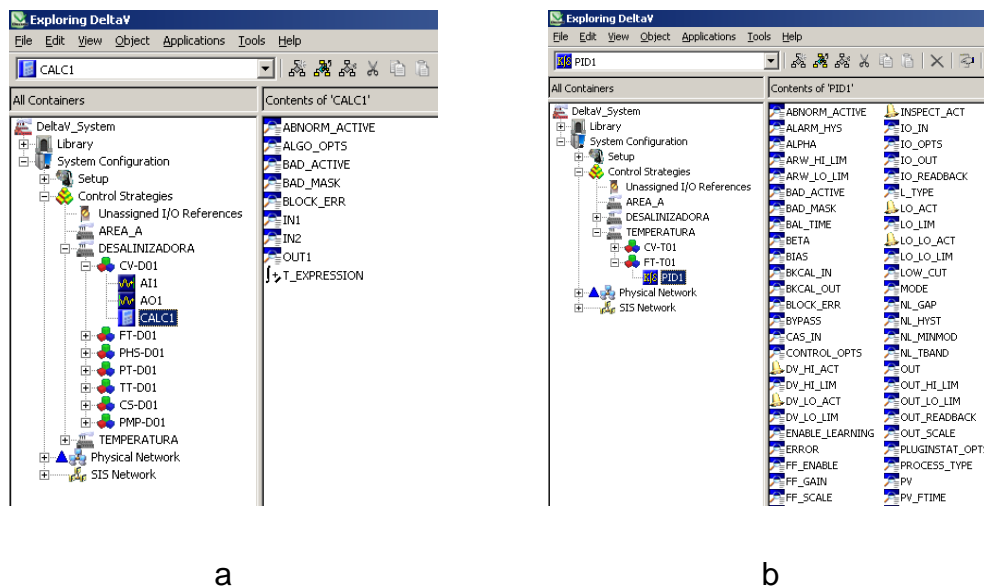 Exploring DeltaV
File Edit View Object Applications Tools Help
CALC1
All Containers
Contents of 'CALC1'
DeltaV_System
Library
System Configuration
Setup
Control Strategies
Unassigned I/O References
AREA_A
DESALINIZADORA
CV-D01
AI1
AO1
CALC1
FT-D01
PHS-D01
PT-D01
TT-D01
CS-D01
PMP-D01
TEMPERATURA
Physical Network
SIS Network
ABNORM_ACTIVE
ALGO_OPTS
BAD_ACTIVE
BAD_MASK
BLOCK_ERR
IN1
IN2
OUT1
T_EXPRESSION
a
Exploring DeltaV
File Edit View Object Applications Tools Help
PID1
All Containers
Contents of 'PID1'
DeltaV_System
Library
System Configuration
Setup
Control Strategies
Unassigned I/O References
AREA_A
DESALINIZADORA
TEMPERATURA
CV-T01
FT-T01
PID1
Physical Network
SIS Network
ABNORM_ACTIVE
ALARM_HYS
ALPHA
ARW_HI_LIM
ARW_LO_LIM
BAD_ACTIVE
BAD_MASK
BAL_TIME
BETA
BIAS
BKCAL_IN
BKCAL_OUT
BLOCK_ERR
BYPASS
CAS_IN
CONTROL_OPTS
DV_HI_ACT
DV_HI_LIM
DV_LO_ACT
DV_LO_LIM
ENABLE_LEARNING
ERROR
FF_ENABLE
FF_GAIN
FF_SCALE
INSPECT_ACT
IO_IN
IO_OPTS
IO_OUT
IO_READBACK
L_TYPE
LO_ACT
LO_LIM
LO_LO_ACT
LO_LO_LIM
LOW_CUT
MODE
NL_GAP
NL_HYST
NL_MINMOD
NL_TBAND
OUT
OUT_HI_LIM
OUT_LO_LIM
OUT_READBACK
OUT_SCALE
PLUGINSTAT_OPT
PROCESS_TYPE
PV
PV_FTIME
b